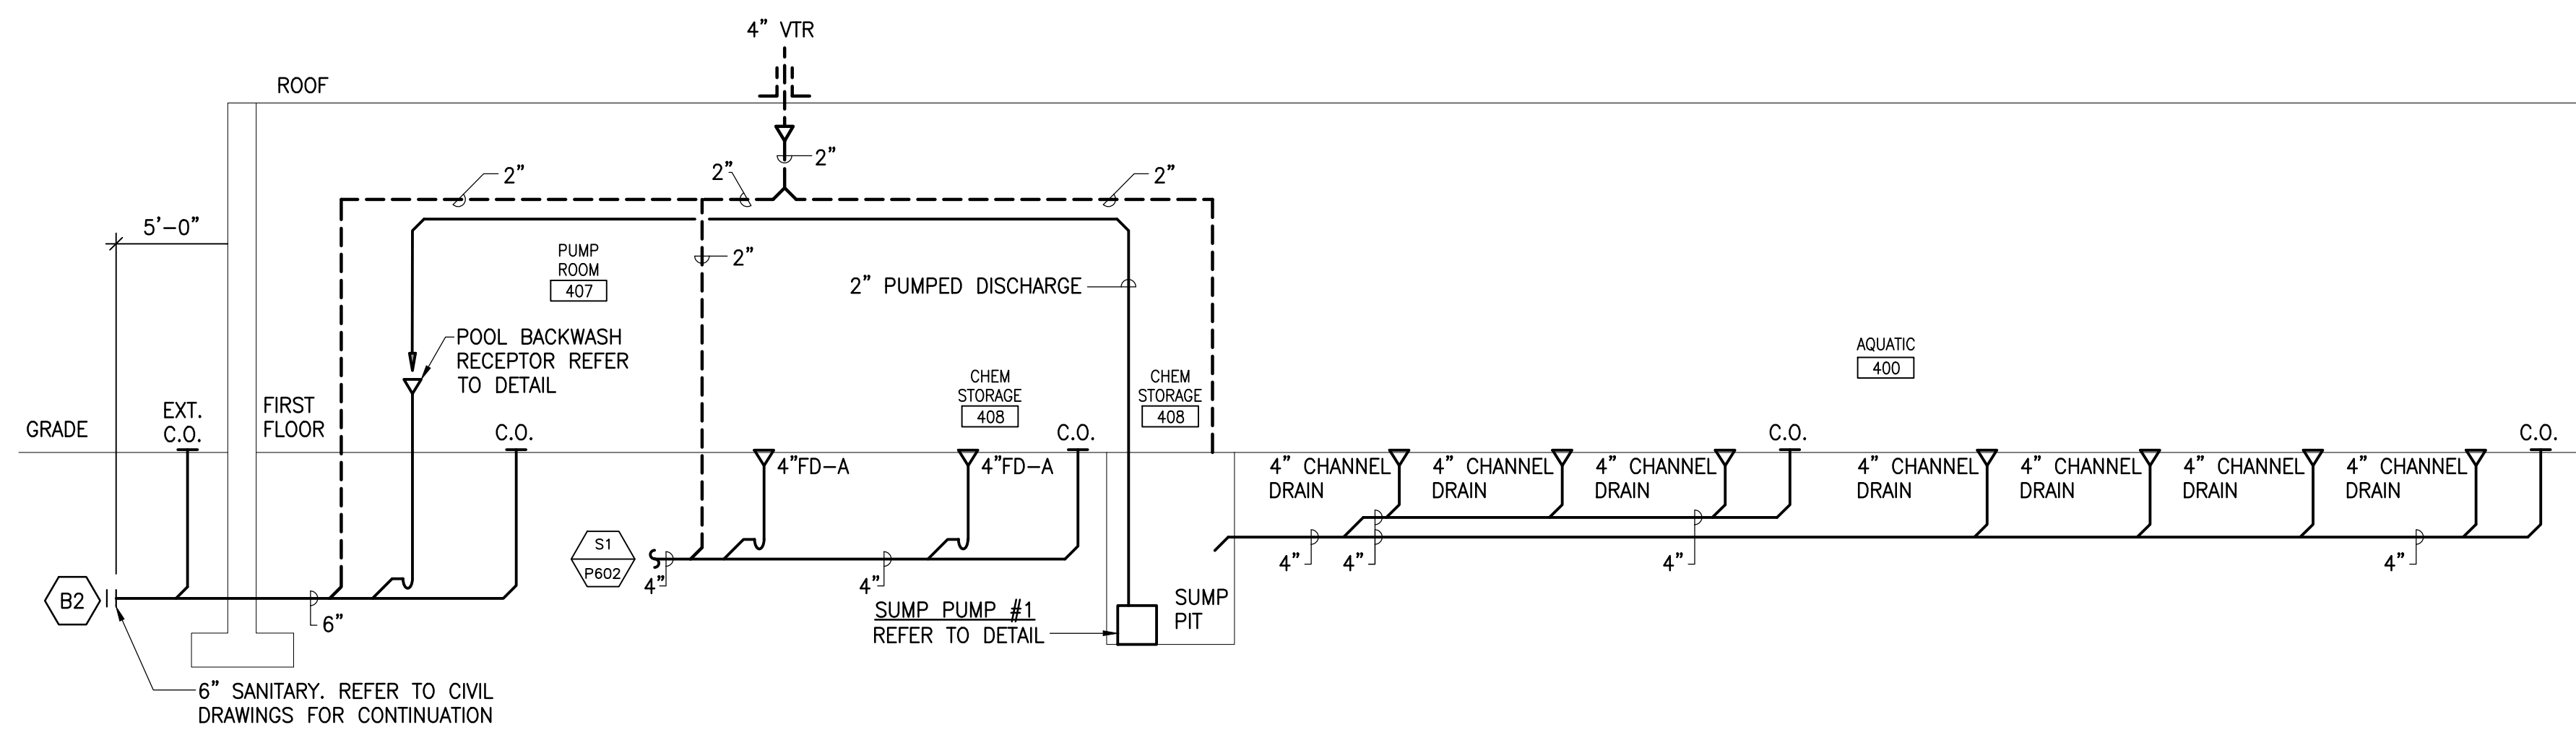 4" VTR
ROOF
2"
2"
2"
2"
5'-0"
PUMP
ROOM
407
2"
2" PUMPED DISCHARGE
POOL BACKWASH
RECEPTOR REFER
TO DETAIL
AQUATIC
400
CHEM
STORAGE
408
CHEM
STORAGE
408
GRADE
EXT.
C.O.
FIRST
FLOOR
C.O.
C.O.
C.O.
C.O.
4"FD-A
4"FD-A
4" CHANNEL
DRAIN
4" CHANNEL
DRAIN
4" CHANNEL
DRAIN
4" CHANNEL
DRAIN
4" CHANNEL
DRAIN
4" CHANNEL
DRAIN
4" CHANNEL
DRAIN
S1
P602
4"
4"
4"
4"
4"
4"
B2
6"
SUMP PUMP #1
REFER TO DETAIL
SUMP
PIT
6" SANITARY. REFER TO CIVIL
DRAWINGS FOR CONTINUATION